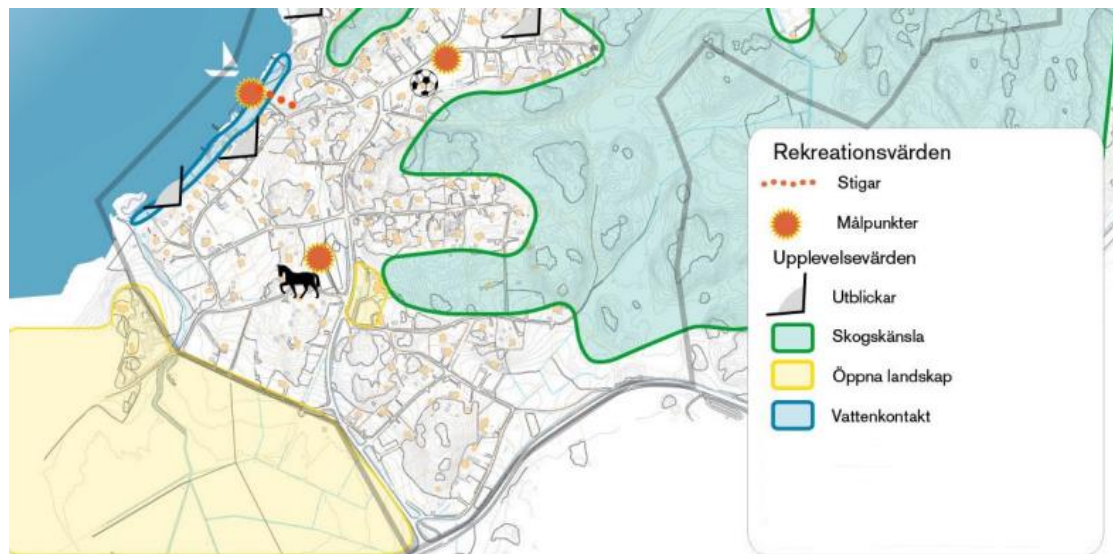 Rekreationsvärden
Stigar
Målpunkter
Upplevelsevärden
Utblickar
Skogskänsla
Öppna landskap
Vattenkontakt